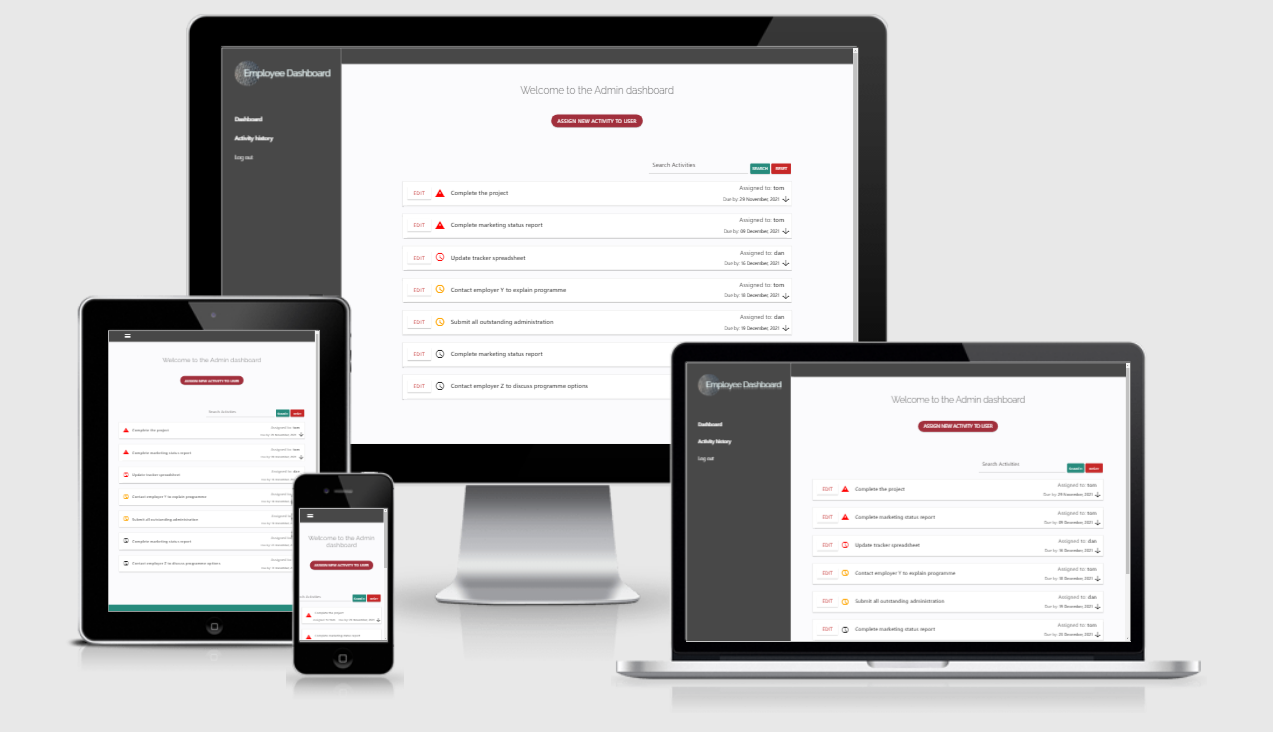 Employee Dashboard
Dashboard
Activity history
Log out
Welcome to the Admin dashboard
ASSIGN NEW ACTIVITY TO USER
Search Activities
SEARCH RESET
EDIT Complete the project Assigned to: tom
Due by: 29 November, 2021
EDIT Complete marketing status report Assigned to: tom
Due by: 09 December, 2021
EDIT Update tracker spreadsheet Assigned to: dan
Due by: 16 December, 2021
EDIT Contact employer Y to explain programme Assigned to: tom
Due by: 18 December, 2021
EDIT Submit all outstanding administration Assigned to: dan
Due by: 19 December, 2021
EDIT Complete marketing status report
EDIT Contact employer Z to discuss programme options
Welcome to the Admin dashboard
ASSIGN NEW ACTIVITY TO USER
Search Activities
Complete the project Assigned to: tom
Complete marketing status report Assigned to: tom
Update tracker spreadsheet Assigned to: dan
Contact employer Y to explain programme
Submit all outstanding administration
Complete marketing status report
Contact employer Z to discuss programme options
Welcome to the Admin
dashboard
ASSIGN NEW ACTIVITY TO USER
Activities
Complete the project
Complete marketing status report
Employee Dashboard
Dashboard
Activity history
Log out
Welcome to the Admin dashboard
ASSIGN NEW ACTIVITY TO USER
Search Activities
SEARCH RESET
EDIT Complete the project Assigned to: tom
Due by: 29 November, 2021
EDIT Complete marketing status report Assigned to: tom
Due by: 09 December, 2021
EDIT Update tracker spreadsheet Assigned to: dan
Due by: 16 December, 2021
EDIT Contact employer Y to explain programme Assigned to: tom
Due by: 18 December, 2021
EDIT Submit all outstanding administration Assigned to: dan
Due by: 19 December, 2021
EDIT Complete marketing status report Assigned to: tom
December, 2021